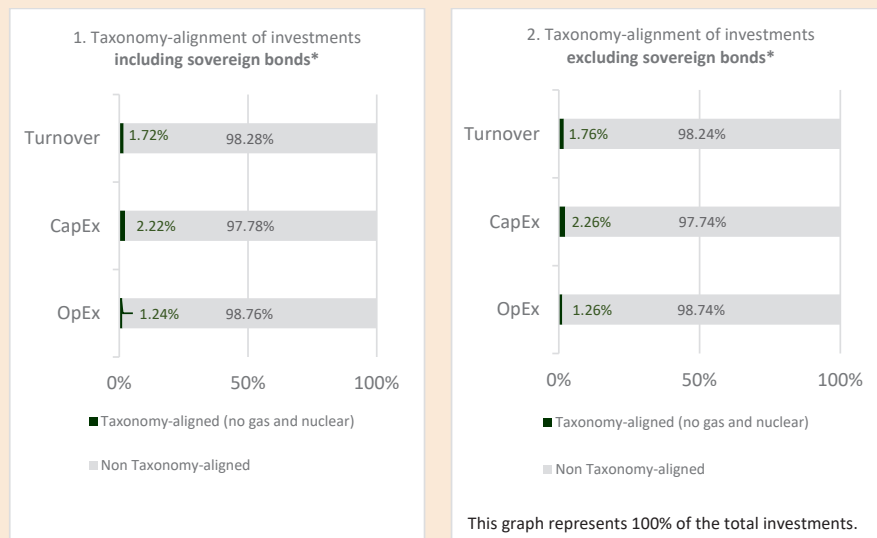 1. Taxonomy-alignment of investments
including sovereign bonds*
Turnover
1.72%
98.28%
CapEx
2.22%
97.78%
OpEx
1.24%
98.76%
0%
50%
100%
Taxonomy-aligned (no gas and nuclear)
Non Taxonomy-aligned
2. Taxonomy-alignment of investments
excluding sovereign bonds*
Turnover
1.76%
98.24%
CapEx
2.26%
97.74%
OpEx
1.26%
98.74%
0%
50%
100%
Taxonomy-aligned (no gas and nuclear)
Non Taxonomy-aligned
This graph represents 100% of the total investments.